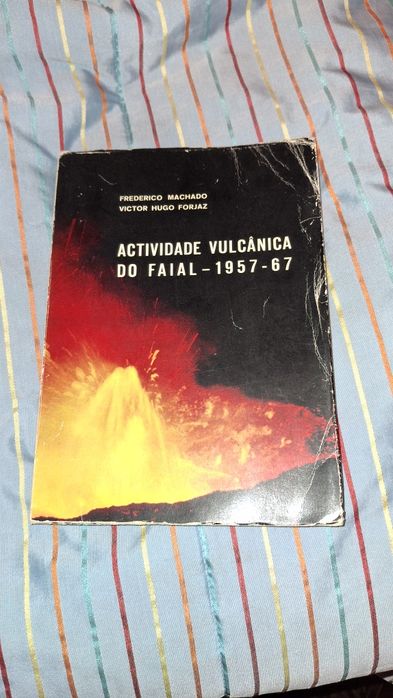 FREDERICO MACHADO
VICTOR HUGO FORJAZ
ACTIVIDADE VULCÂNICA
DO FAIAL – 1957-67